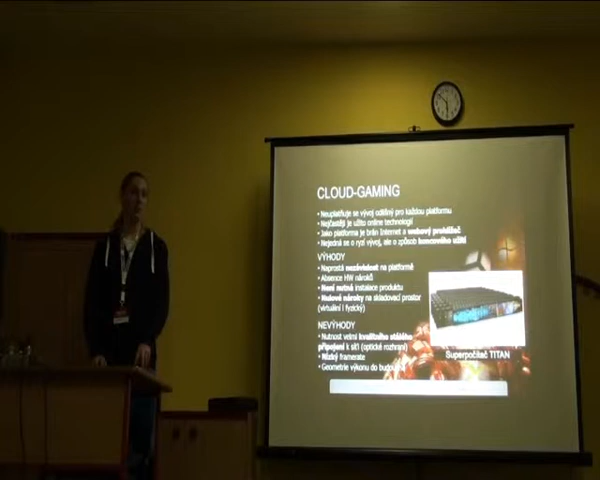 CLOUD-GAMING
• Neuplatňuje se vývoj odlišný pro každou platformu
• Nejčastěji je užito online technologií
• Jako platforma je brán Internet a webový prohlížeč
• Nejedná se o ryzí vývoj, ale o způsob koncového užití
VÝHODY
• Naprostá nezávislost na platformě
• Absence HW nároků
• Není nutná instalace produktu
• Nulové nároky na skladovací prostor
(virtuální i fyzický)
NEVÝHODY
• Nutnost velmi kvalitního stálého
připojení k síti (optické rozhraní)
• Nízký framerate
• Geometrie výkonu do budoucna
Superpočítač TITAN